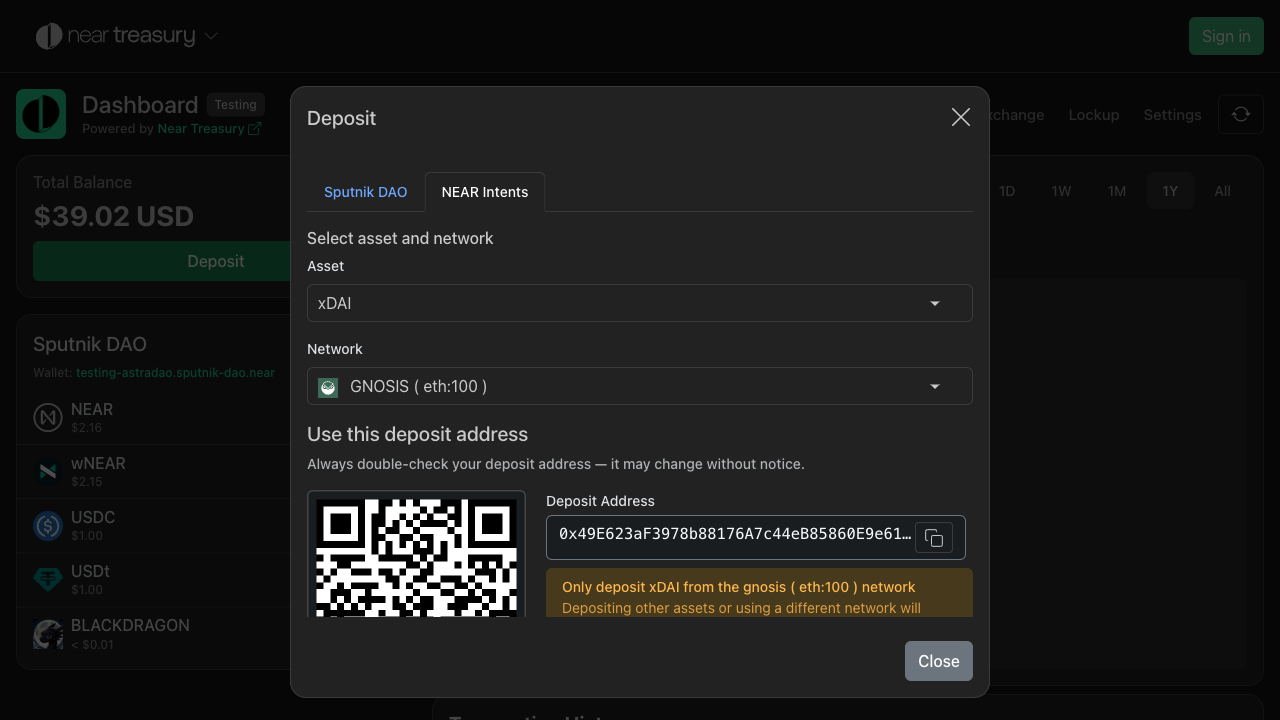 near treasury
Sign in
Dashboard
Testing
Powered by Near Treasury
Lockup
Settings
Total Balance
$39.02 USD
Deposit
1D
1W
1M
1Y
All
Sputnik DAO
Wallet: testing-astradao.sputnik-dao.near
NEAR
$2.16
wNEAR
$2.15
USDC
$1.00
USDt
$1.00
BLACKDRAGON
< $0.01
Deposit
Sputnik DAO
NEAR Intents
Select asset and network
Asset
xDAI
Network
GNOSIS ( eth:100 )
Use this deposit address
Always double-check your deposit address — it may change without notice.
Deposit Address
0x49E623aF3978b88176A7c44eB85860E9e61…
Only deposit xDAI from the gnosis ( eth:100 ) network
Depositing other assets or using a different network will
Close